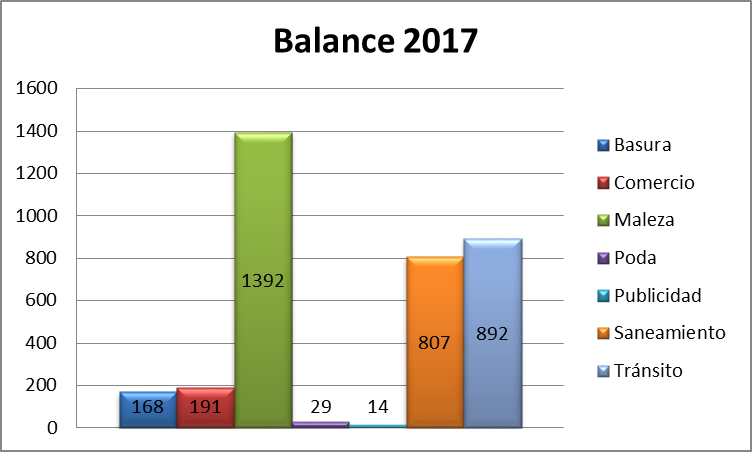 Balance 2017
1600
1400
1200
1000
800
600
400
200
0
168
191
1392
29
14
807
892
Basura
Comercio
Maleza
Poda
Publicidad
Saneamiento
Tránsito